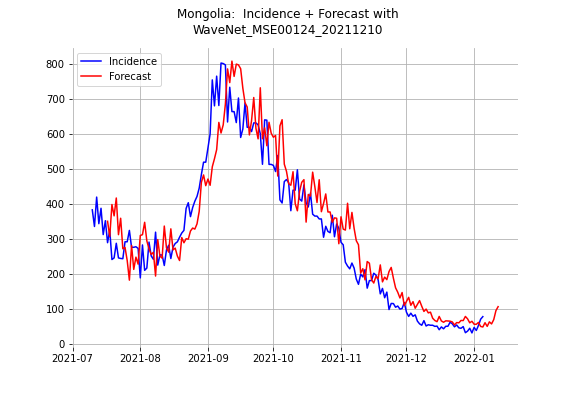 Mongolia:  Incidence + Forecast with
WaveNet_MSE00124_20211210
Incidence
Forecast
800
700
600
500
400
300
200
100
0
2021-07 2021-08 2021-09 2021-10 2021-11 2021-12 2022-01